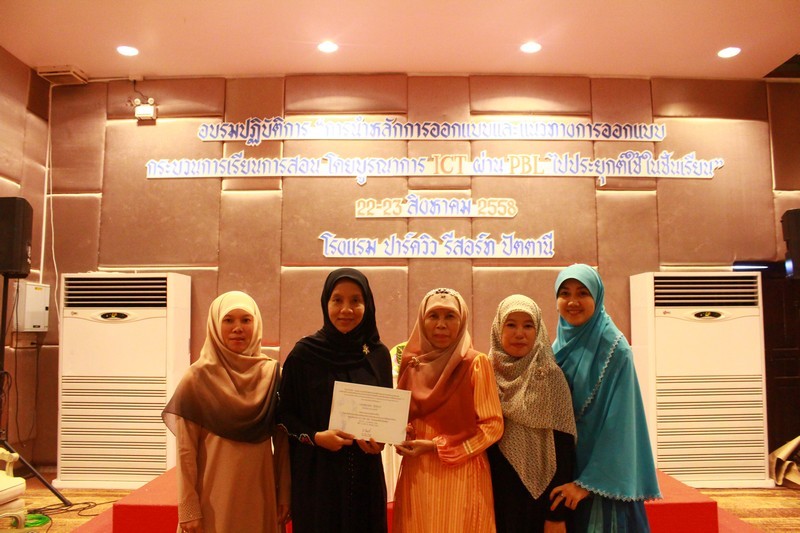 อบรมปฏิบัติการ "การนำหลักการออกแบบและแนวทางการออกแบบ
กระบวนการเรียนการสอน โดยบูรณาการ ICT ผ่าน PBL ไปประยุกต์ใช้ในชั้นเรียน"
22-23 สิงหาคม 2558
โรงแรม ปาร์ควิว รีสอร์ท ปัตตานี